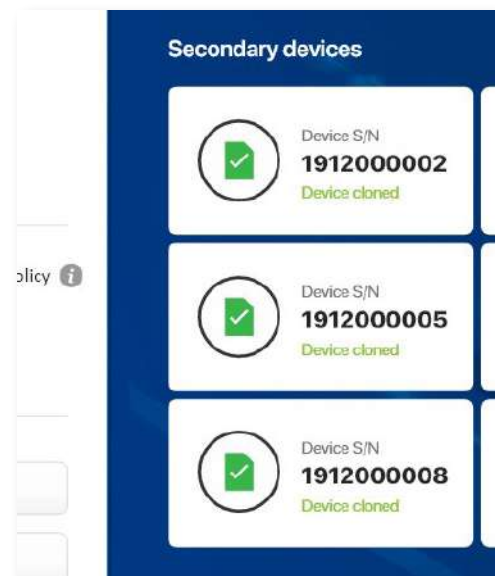 Secondary devices
Device S/N
1912000002
Device cloned
olicy
Device S/N
1912000005
Device cloned
Device S/N
1912000008
Device cloned